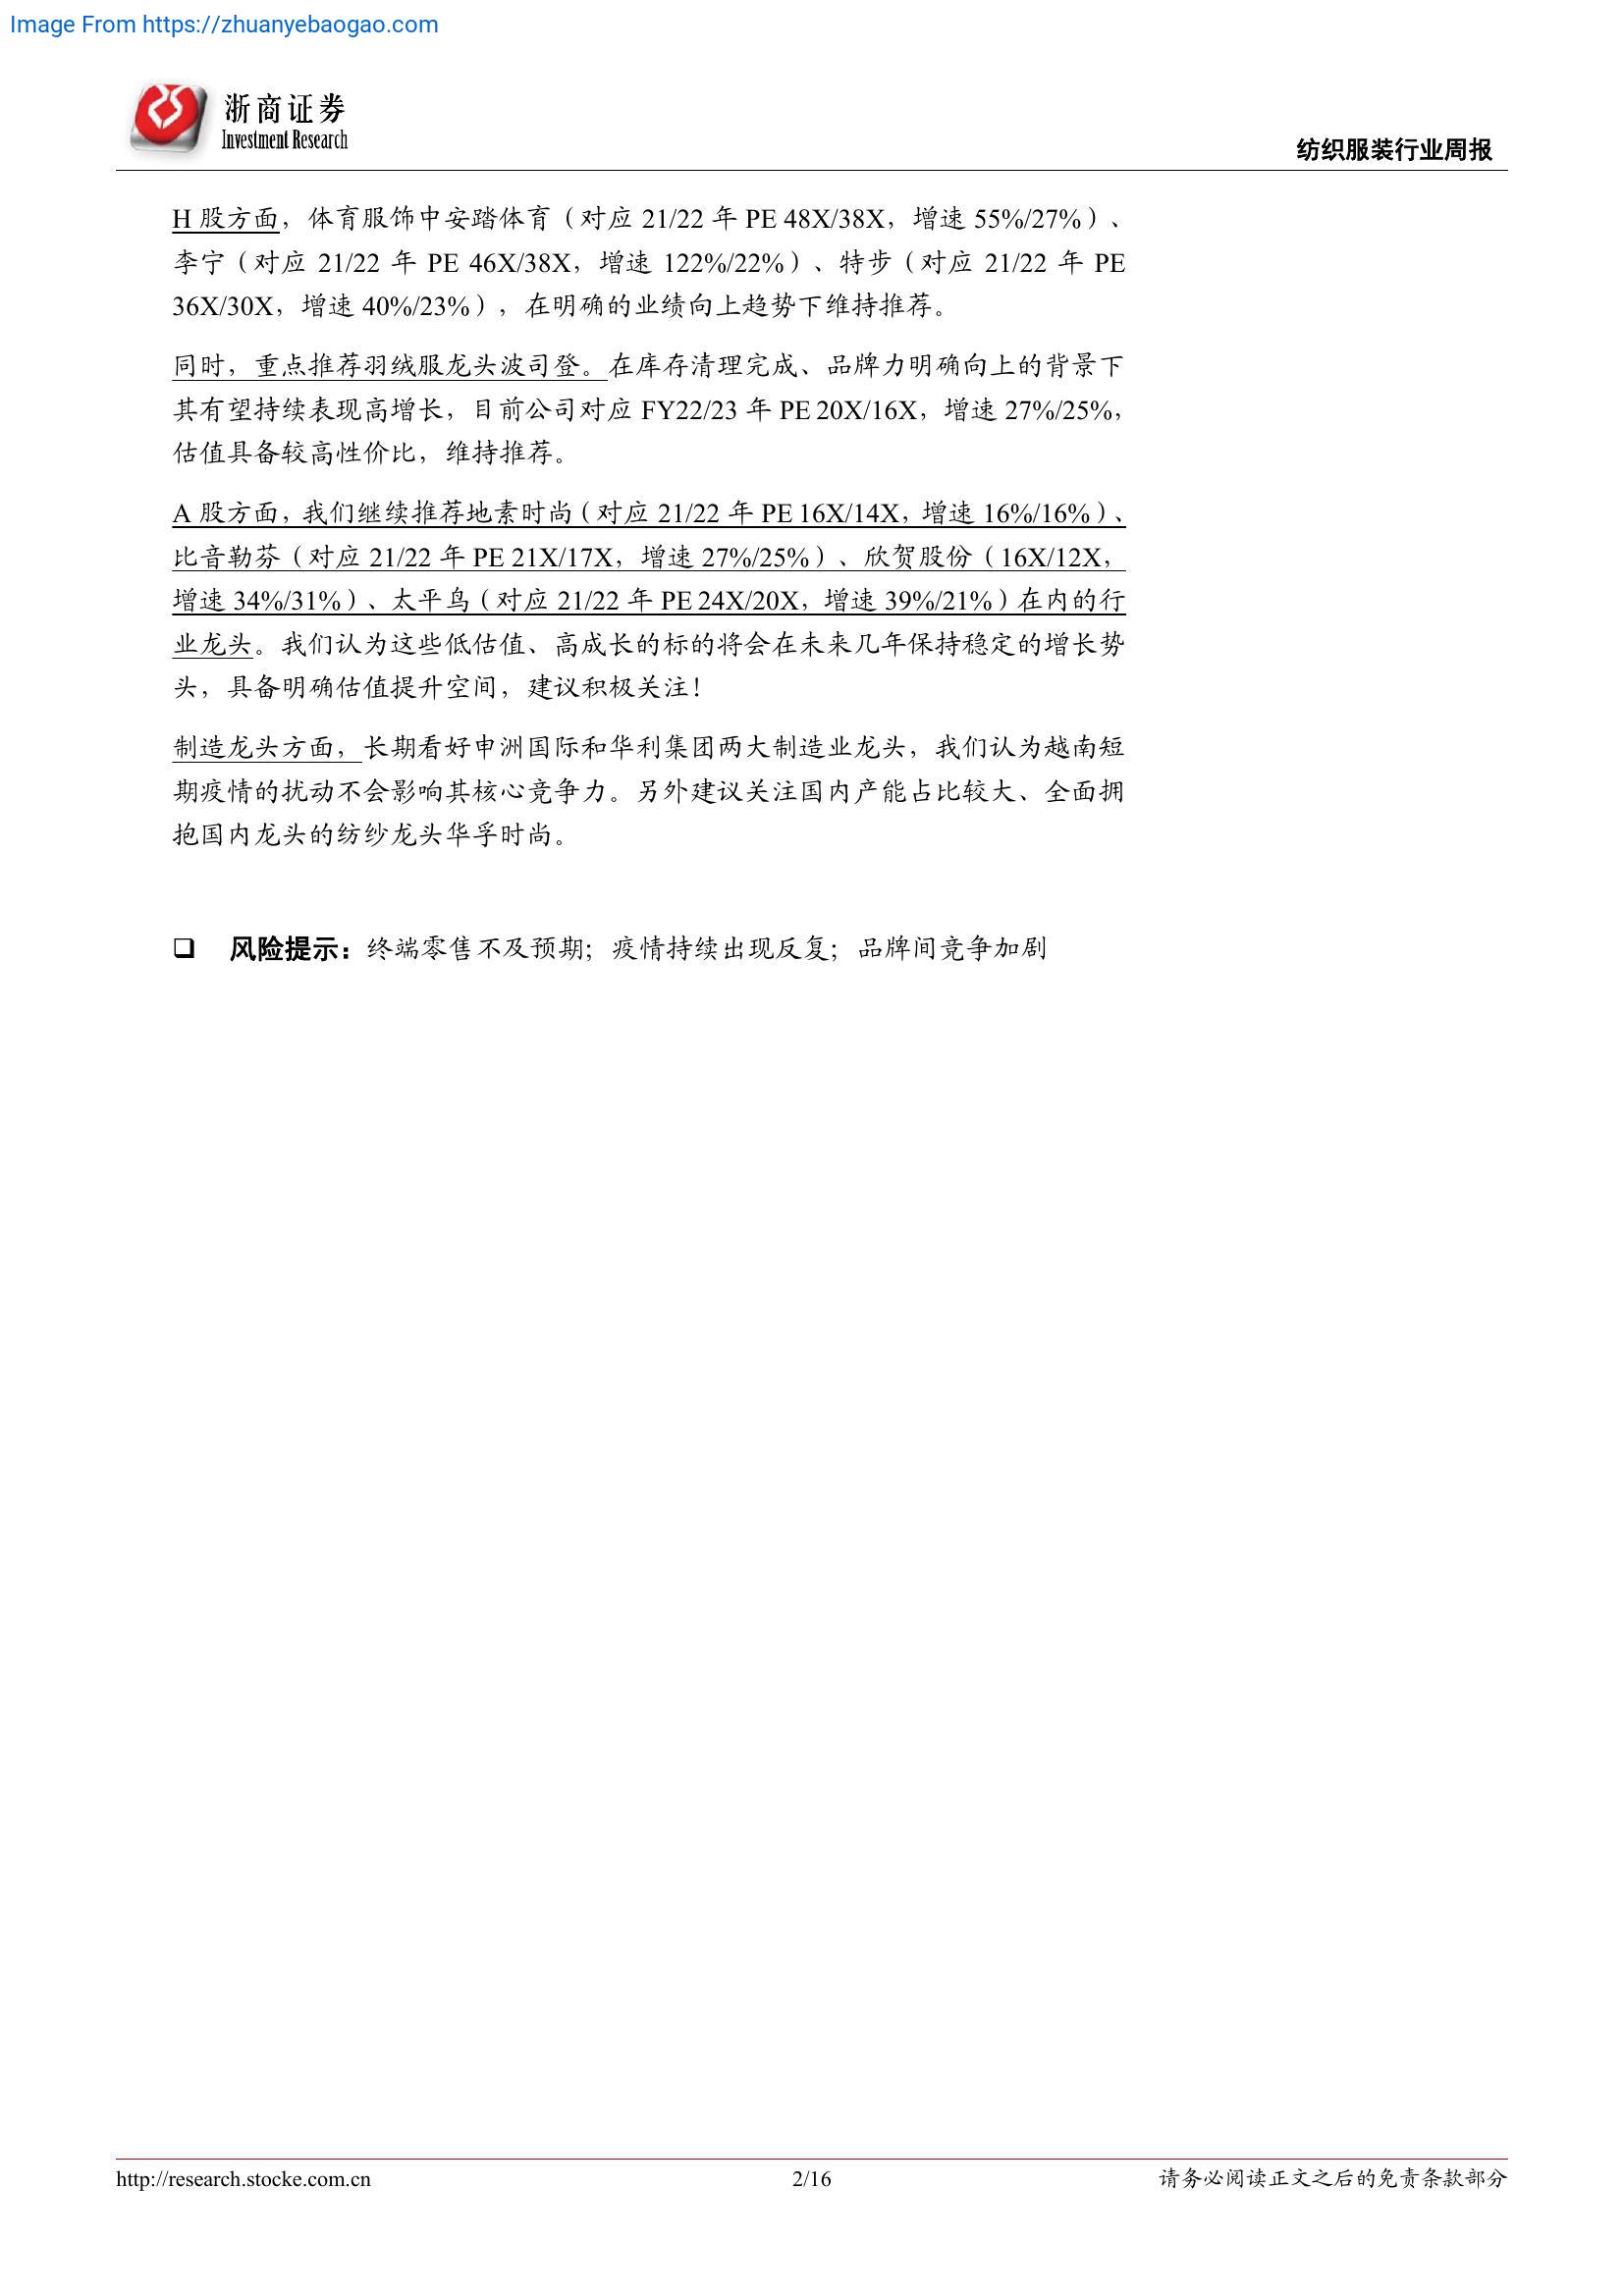 Image From https://zhuanyebaogao.com
浙商证券
Investment Research
纺织服装行业周报
H 股方面，体育服饰中安踏体育（对应 21/22 年 PE 48X/38X，增速 55%/27%）、
李宁（对应 21/22 年 PE 46X/38X，增速 122%/22%）、特步（对应 21/22 年 PE
36X/30X，增速 40%/23%），在明确的业绩向上趋势下维持推荐。
同时，重点推荐羽绒服龙头波司登。在库存清理完成、品牌力明确向上的背景下
其有望持续表现高增长，目前公司对应 FY22/23 年 PE 20X/16X，增速 27%/25%，
估值具备较高性价比，维持推荐。
A 股方面，我们继续推荐地素时尚（对应 21/22 年 PE 16X/14X，增速 16%/16%）、
比音勒芬（对应 21/22 年 PE 21X/17X，增速 27%/25%）、欣贺股份（16X/12X，
增速 34%/31%）、太平鸟（对应 21/22 年 PE 24X/20X，增速 39%/21%）在内的行
业龙头。我们认为这些低估值、高成长的标的将会在未来几年保持稳定的增长势
头，具备明确估值提升空间，建议积极关注！
制造龙头方面，长期看好申洲国际和华利集团两大制造业龙头，我们认为越南短
期疫情的扰动不会影响其核心竞争力。另外建议关注国内产能占比较大、全面拥
抱国内龙头的纺纱龙头华孚时尚。
❑ 风险提示：终端零售不及预期；疫情持续出现反复；品牌间竞争加剧
http://research.stocke.com.cn
2/16
请务必阅读正文之后的免责条款部分